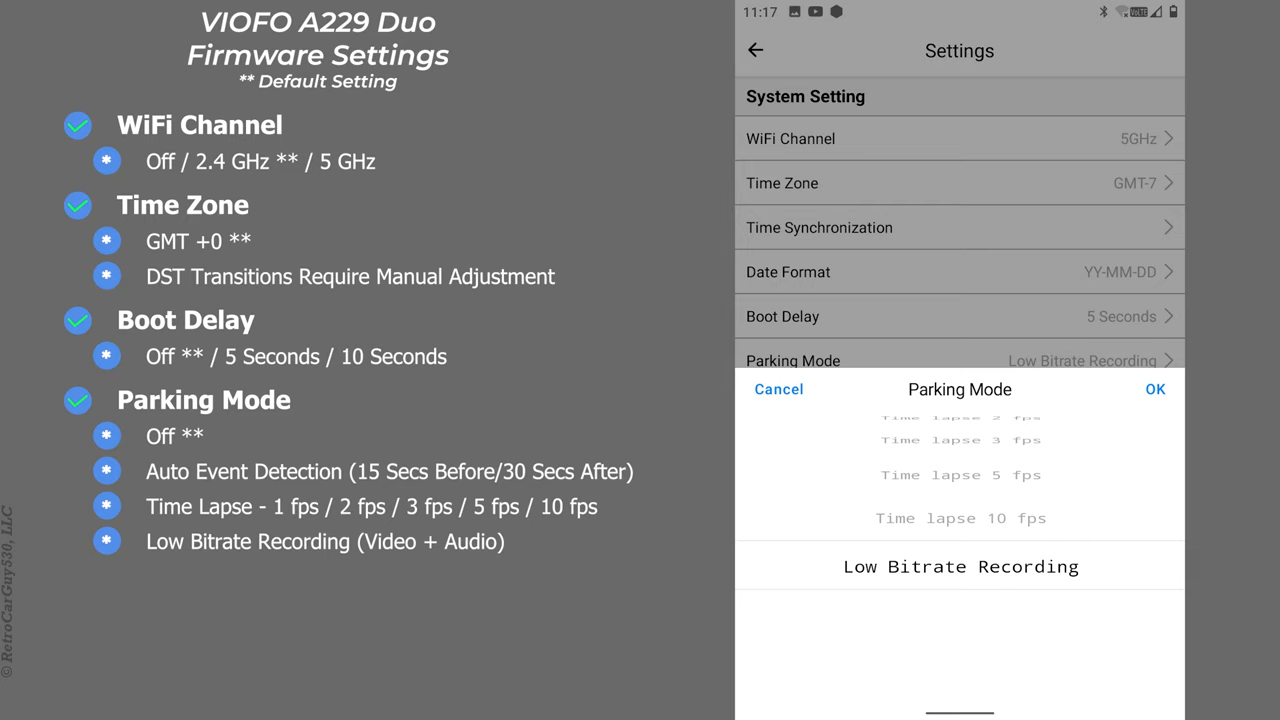 VIOFO A229 Duo
Firmware Settings
** Default Setting
WiFi Channel
Off / 2.4 GHz ** / 5 GHz
Time Zone
GMT +0 **
DST Transitions Require Manual Adjustment
Boot Delay
Off ** / 5 Seconds / 10 Seconds
Parking Mode
Off **
Auto Event Detection (15 Secs Before/30 Secs After)
Time Lapse - 1 fps / 2 fps / 3 fps / 5 fps / 10 fps
Low Bitrate Recording (Video + Audio)
© RetroCarGuy530, LLC
11:17
VoLTE
Settings
System Setting
WiFi Channel 5GHz
Time Zone GMT-7
Time Synchronization
Date Format YY-MM-DD
Boot Delay 5 Seconds
Parking Mode Low Bitrate Recording
Cancel Parking Mode OK
Time lapse 2 fps
Time lapse 3 fps
Time lapse 5 fps
Time lapse 10 fps
Low Bitrate Recording